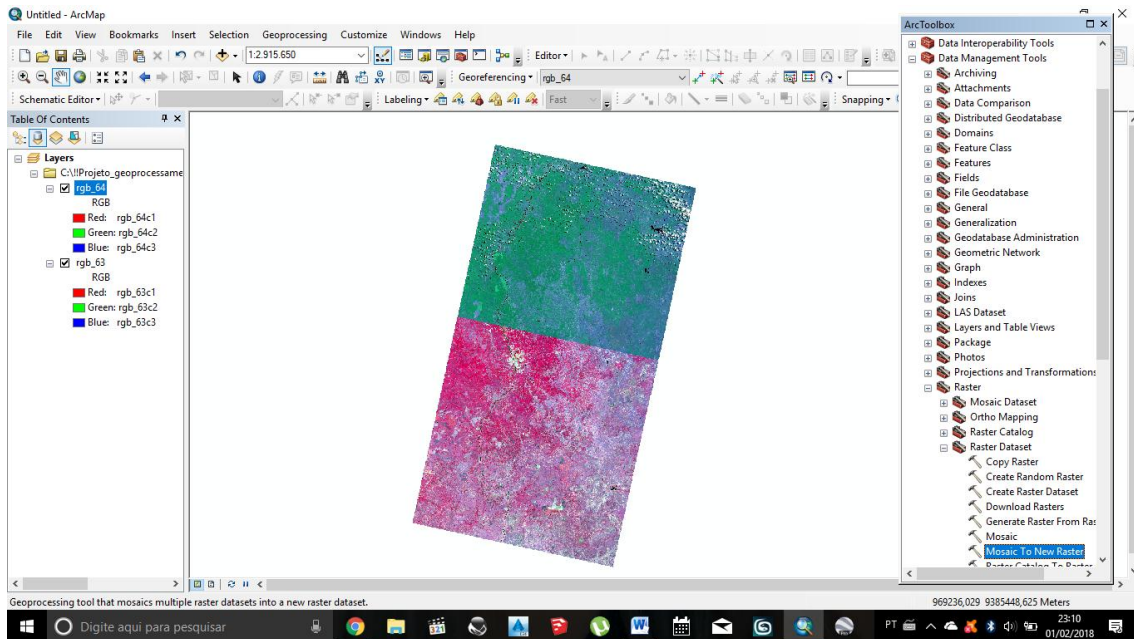 Untitled - ArcMap
File Edit View Bookmarks Insert Selection Geoprocessing Customize Windows Help
1:2.915.650
Editor
Georeferencing
rgb_64
Schematic Editor
Labeling
Fast
Snapping
Table Of Contents
Layers
C:\!!Projeto_geoprocessame
rgb_64
RGB
Red: rgb_64c1
Green: rgb_64c2
Blue: rgb_64c3
rgb_63
RGB
Red: rgb_63c1
Green: rgb_63c2
Blue: rgb_63c3
ArcToolbox
Data Interoperability Tools
Data Management Tools
Archiving
Attachments
Data Comparison
Distributed Geodatabase
Domains
Feature Class
Features
Fields
File Geodatabase
General
Generalization
Geodatabase Administration
Geometric Network
Graph
Indexes
Joins
LAS Dataset
Layers and Table Views
Package
Photos
Projections and Transformations
Raster
Mosaic Dataset
Ortho Mapping
Raster Catalog
Raster Dataset
Copy Raster
Create Random Raster
Create Raster Dataset
Download Rasters
Generate Raster From Ras
Mosaic
Mosaic To New Raster
Raster Catalog To Raster
Geoprocessing tool that mosaics multiple raster datasets into a new raster dataset.
969236,029 9385448,625 Meters
Digite aqui para pesquisar
PT
23:10
01/02/2018